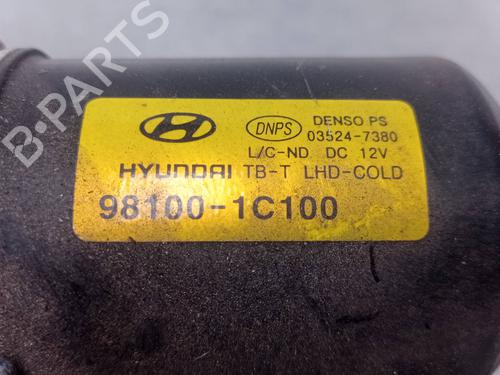 DNPS
DENSO PS
03524-7380
L/C-ND DC 12V
HYUNDAI TB-T LHD-COLD
98100-1C100
B-PARTS